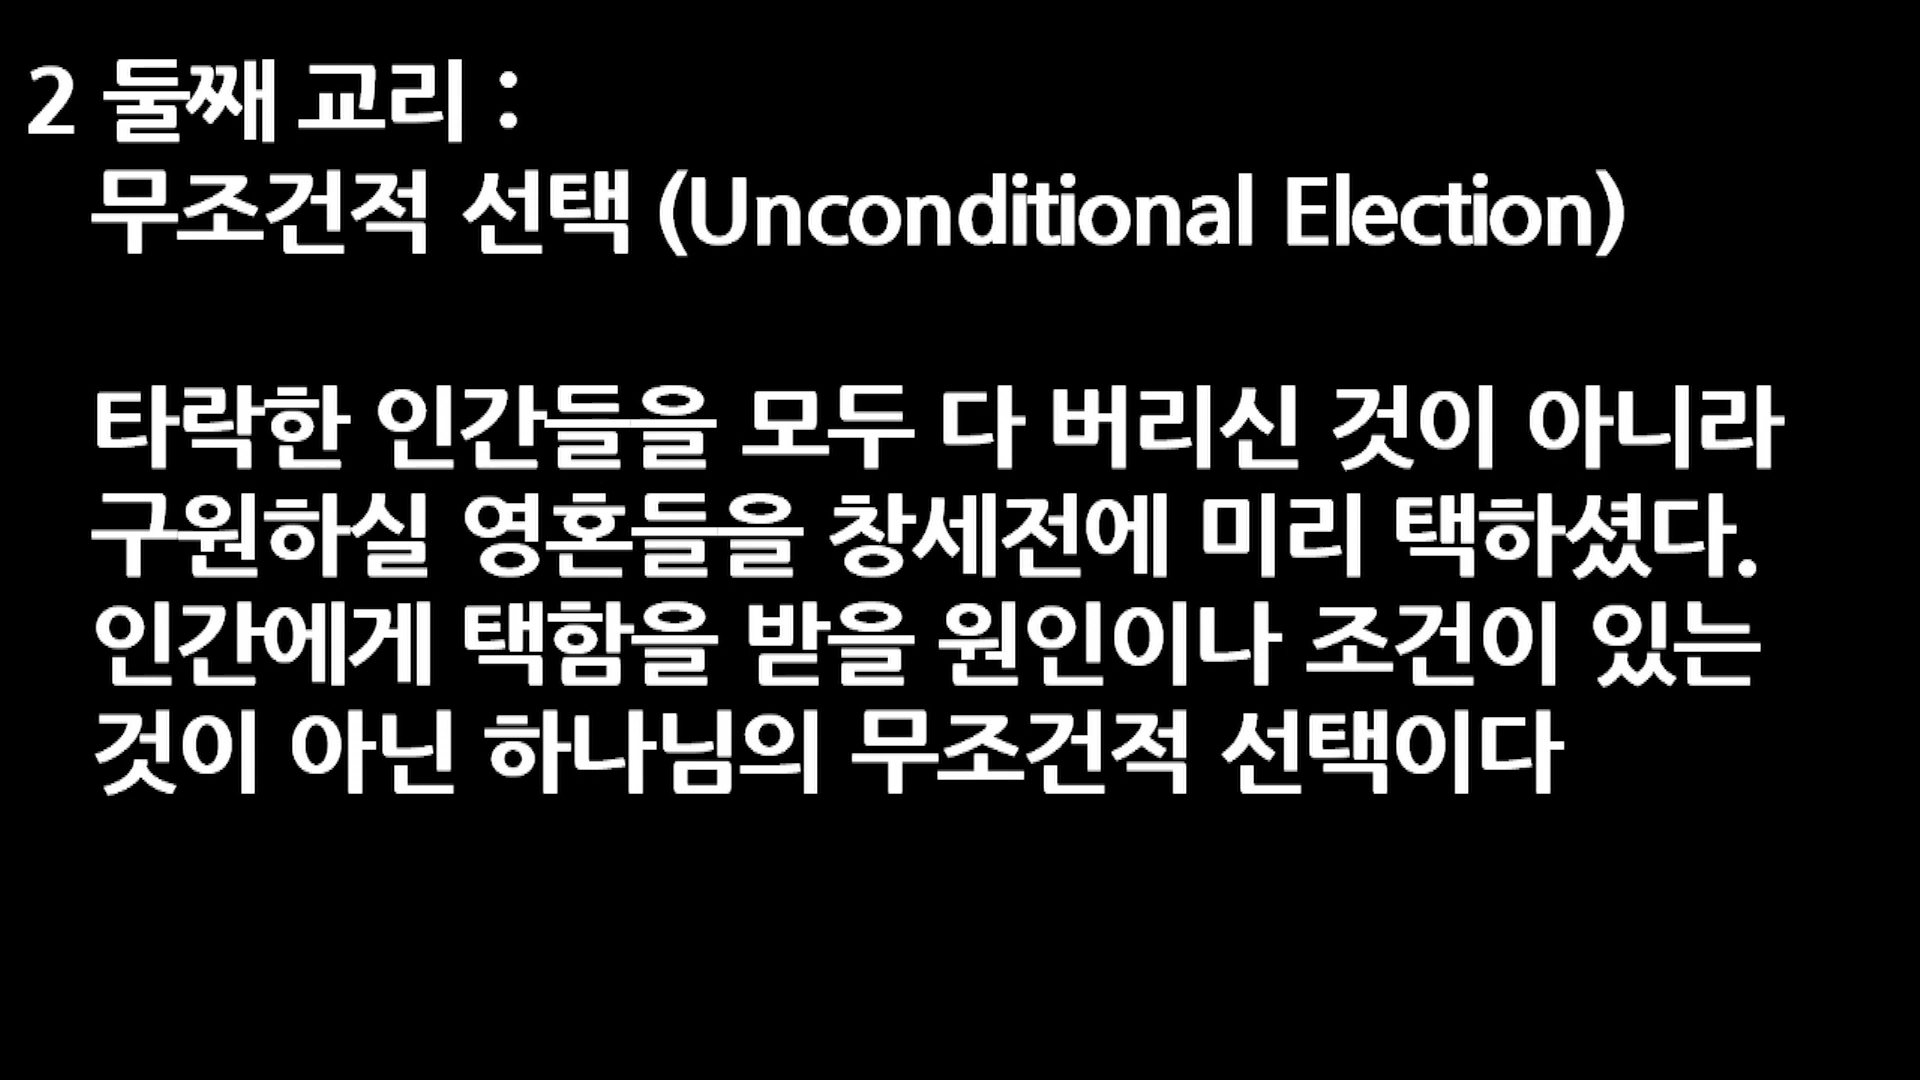 2 둘째 교리 :
무조건적 선택 (Unconditional Election)
타락한 인간들을 모두 다 버리신 것이 아니라
구원하실 영혼들을 창세전에 미리 택하셨다.
인간에게 택함을 받을 원인이나 조건이 있는
것이 아닌 하나님의 무조건적 선택이다